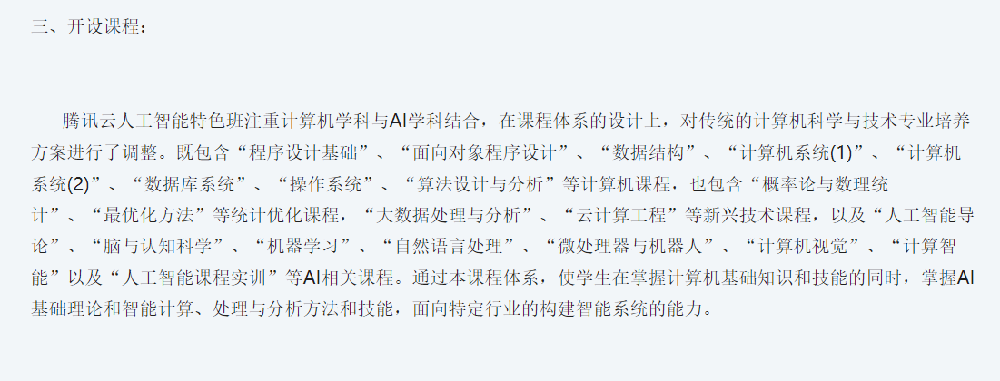 三、开设课程：
腾讯云人工智能特色班注重计算机学科与AI学科结合，在课程体系的设计上，对传统的计算机科学与技术专业培养
方案进行了调整。既包含“程序设计基础”、“面向对象程序设计”、“数据结构”、“计算机系统(1)”、“计算机
系统(2)”、“数据库系统”、“操作系统”、“算法设计与分析”等计算机课程，也包含“概率论与数理统
计”、“最优化方法”等统计优化课程，“大数据处理与分析”、“云计算工程”等新兴技术课程，以及“人工智能导
论”、“脑与认知科学”、“机器学习”、“自然语言处理”、“微处理器与机器人”、“计算机视觉”、“计算智
能”以及“人工智能课程实训”等AI相关课程。通过本课程体系，使学生在掌握计算机基础知识和技能的同时，掌握AI
基础理论和智能计算、处理与分析方法和技能，面向特定行业的构建智能系统的能力。